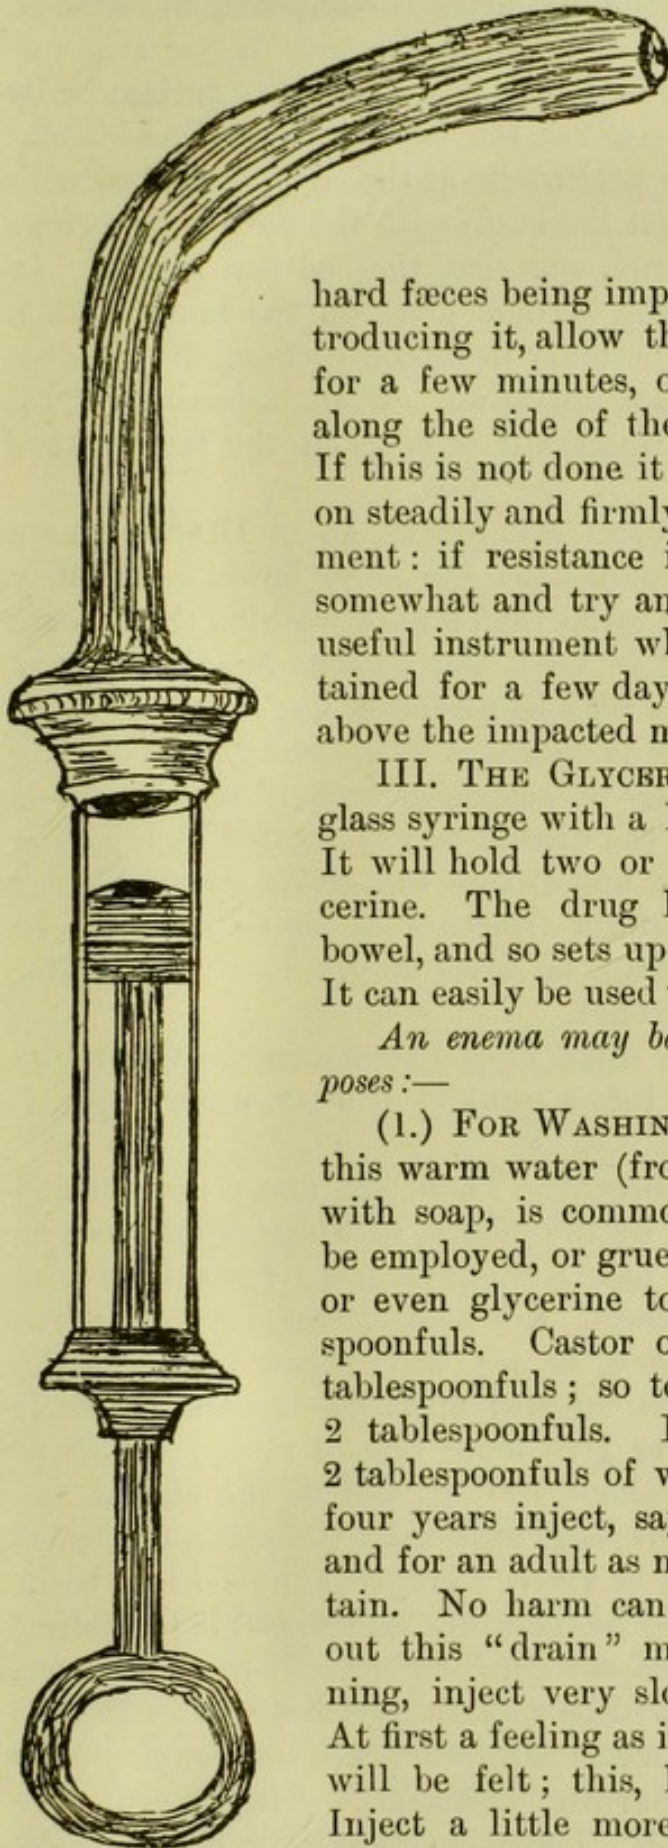 hard fæces being imp
troducing it, allow th
for a few minutes, o
along the side of the
If this is not done it
on steadily and firmly
ment : if resistance i
somewhat and try an
useful instrument wh
tained for a few day
above the impacted m
III. THE GLYCER
glass syringe with a
It will hold two or
cerine. The drug
bowel, and so sets up
It can easily be used
An enema may be
poses :—
(1.) FOR WASHIN
this warm water (fro
with soap, is commo
be employed, or grue
or even glycerine to
spoonfuls. Castor o
tablespoonfuls ; so to
2 tablespoonfuls.
2 tablespoonfuls of w
four years inject, say
and for an adult as m
tain. No harm can
out this “drain” m
ning, inject very slo
At first a feeling as i
will be felt ; this,
Inject a little more